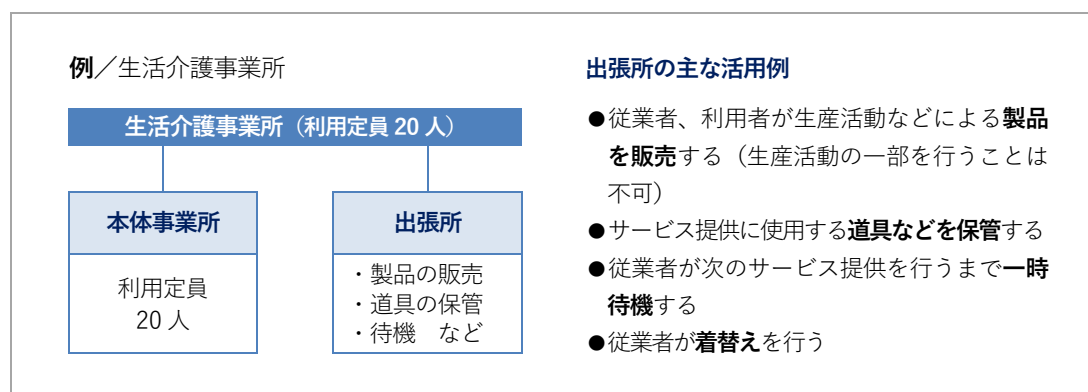 例／生活介護事業所
生活介護事業所（利用定員 20 人）
本体事業所
利用定員
20 人
出張所
・製品の販売
・道具の保管
・待機　など
出張所の主な活用例
●従業者、利用者が生産活動などによる製品
を販売する（生産活動の一部を行うことは
不可）
●サービス提供に使用する道具などを保管する
●従業者が次のサービス提供を行うまで一時
待機する
●従業者が着替えを行う